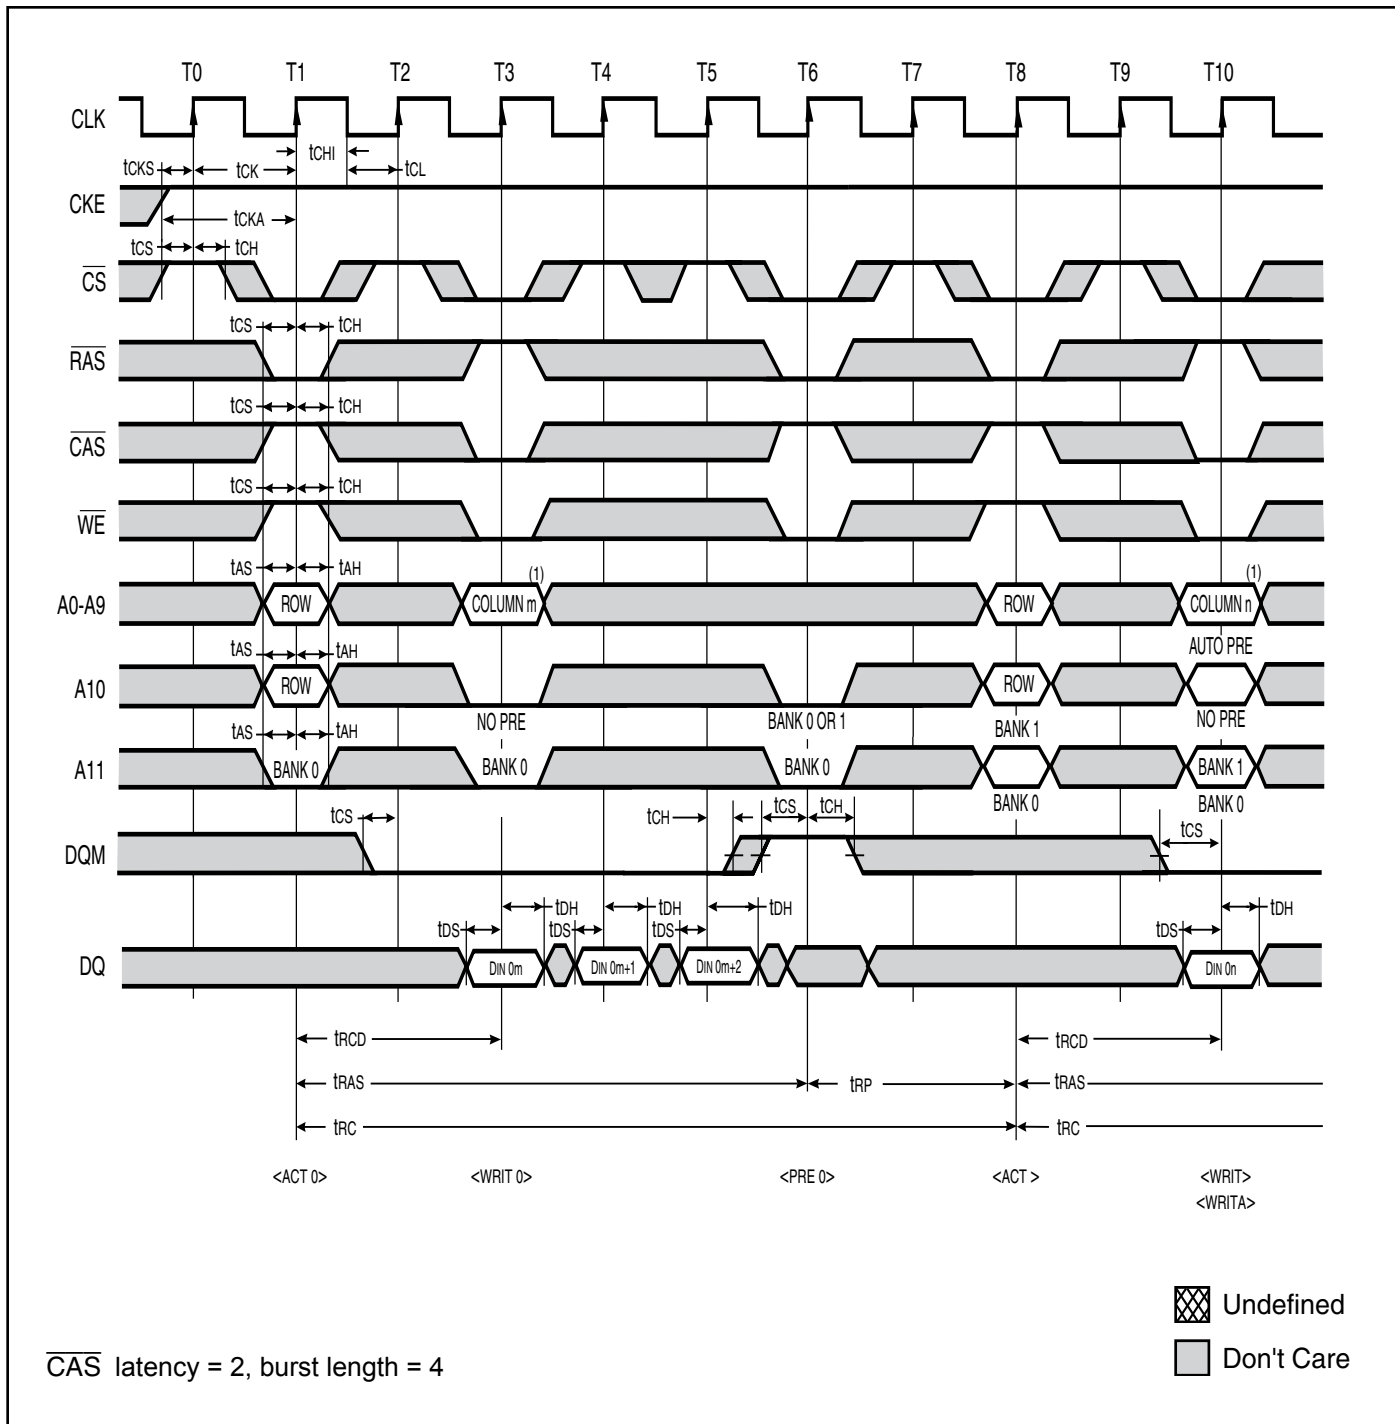 T0 T1 T2 T3 T4 T5 T6 T7 T8 T9 T10
CLK
tCHI
tCKS tCK tCL
CKE
tCKA
tCS tCH
CS
tCS tCH
RAS
tCS tCH
CAS
tCS tCH
WE
tAS tAH (1) (1)
A0-A9 ROW COLUMN m ROW COLUMN n
tAS tAH AUTO PRE
A10 ROW ROW
NO PRE BANK 0 OR 1 BANK 1 NO PRE
tAS tAH
A11 BANK 0 BANK 0 BANK 0 BANK 1
BANK 0 BANK 0
tCS tCH tCS tCH tCS
DQM
tDH tDH tDH tDH
tDS tDS tDS tDS
DQ DIN 0m DIN 0m+1 DIN 0m+2 DIN 0n
tRCD tRCD
tRAS tRP tRAS
tRC tRC
<ACT 0> <WRIT 0> <PRE 0> <ACT > <WRIT>
<WRITA>
Undefined
Don't Care
CAS latency = 2, burst length = 4